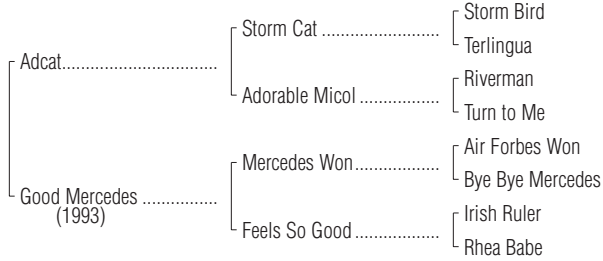 Storm Bird
Storm Cat ..........................
Terlingua
Adcat.................................
Riverman
Adorable Micol .................
Turn to Me
Air Forbes Won
Mercedes Won..................
Bye Bye Mercedes
Good Mercedes ................
(1993)
Irish Ruler
Feels So Good ..................
Rhea Babe